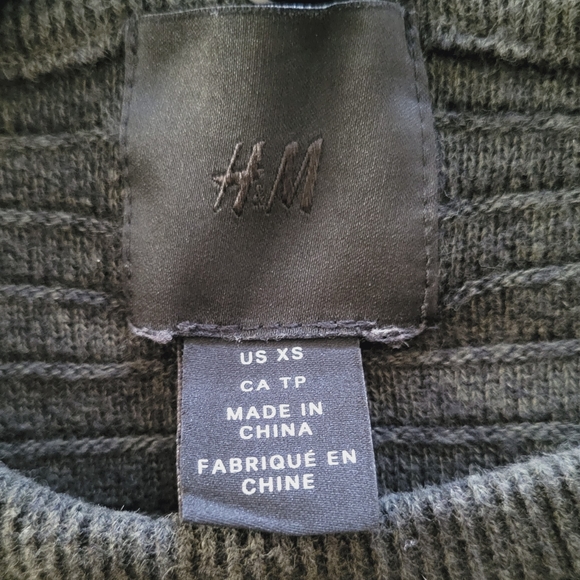 H&M
US XS
CA TP
MADE IN
CHINA
FABRIQUÉ EN
CHINE